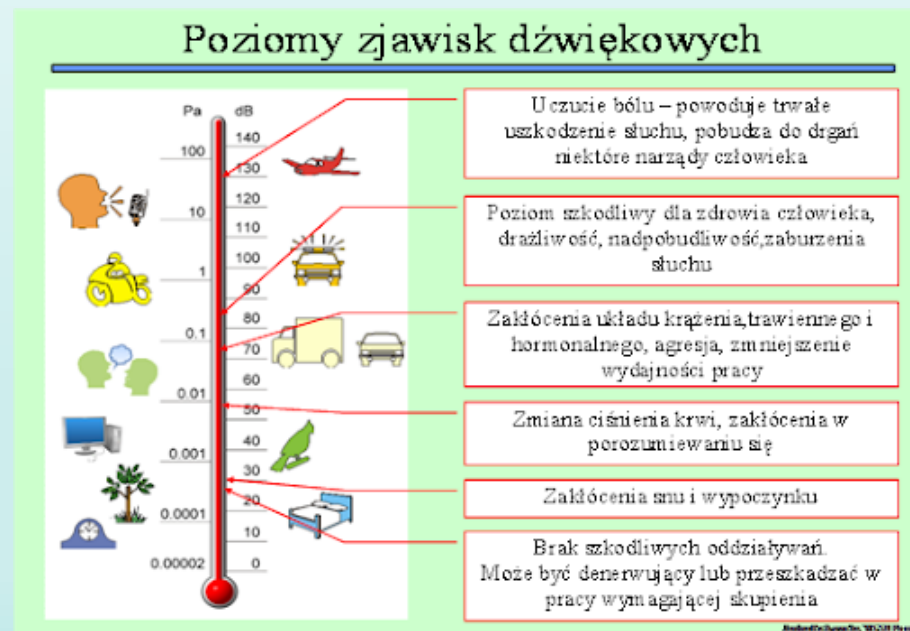 Poziomy zjawisk dźwiękowych
Pa dB
140
100
130
120
10
110
100
1
90
80
0.1
70
60
0.01
50
40
0.001
30
20
0.0001
10
0.00002 0
Uczucie bólu – powoduje trwałe
uszkodzenie słuchu, pobudza do drgań
niektóre narządy człowieka
Poziom szkodliwy dla zdrowia człowieka,
drażliwość, nadpobudliwość,zaburzenia
słuchu
Zakłócenia układu krążenia,trawiennego i
hormonalnego, agresja, zmniejszenie
wydajności pracy
Zmiana ciśnienia krwi, zakłócenia w
porozumiewaniu się
Zakłócenia snu i wypoczynku
Brak szkodliwych oddziaływań.
Może być denerwujący lub przeszkadzać w
pracy wymagającej skupienia